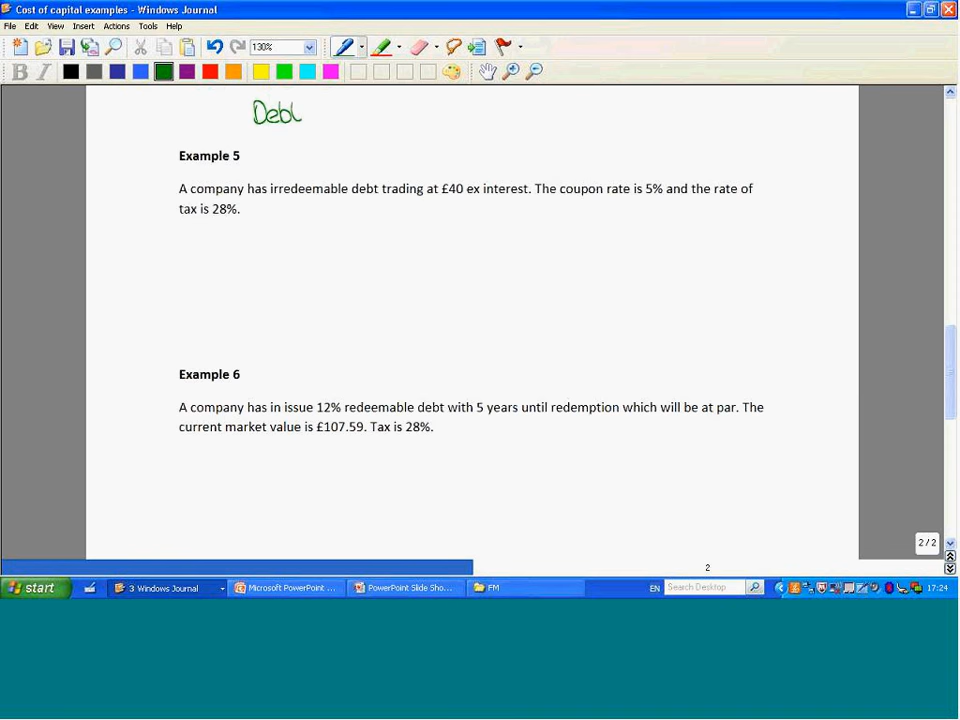 Cost of capital examples - Windows Journal
File Edit View Insert Actions Tools Help
130%
B I
Debt
Example 5
A company has irredeemable debt trading at £40 ex interest. The coupon rate is 5% and the rate of
tax is 28%.
Example 6
A company has in issue 12% redeemable debt with 5 years until redemption which will be at par. The
current market value is £107.59. Tax is 28%.
2 / 2
2
start
3 Windows Journal
Microsoft PowerPoint ...
PowerPoint Slide Sho...
FM
EN
Search Desktop
17:24